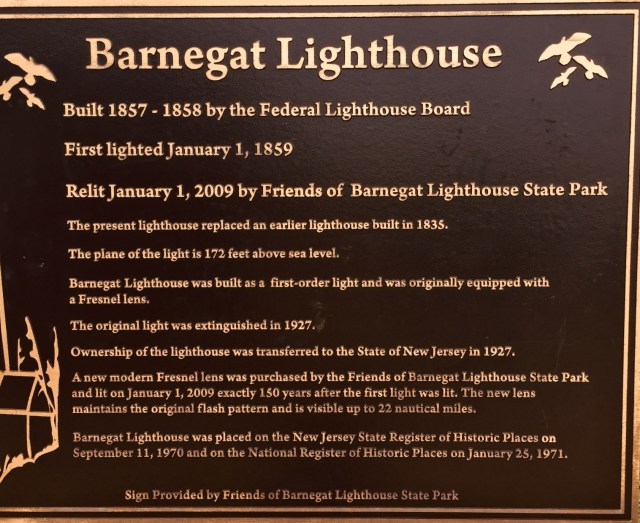 Barnegat Lighthouse
Built 1857 - 1858 by the Federal Lighthouse Board
First lighted January 1, 1859
Relit January 1, 2009 by Friends of Barnegat Lighthouse State Park
The present lighthouse replaced an earlier lighthouse built in 1835.
The plane of the light is 172 feet above sea level.
Barnegat Lighthouse was built as a first-order light and was originally equipped with
a Fresnel lens.
The original light was extinguished in 1927.
Ownership of the lighthouse was transferred to the State of New Jersey in 1927.
A new modern Fresnel lens was purchased by the Friends of Barnegat Lighthouse State Park
and lit on January 1, 2009 exactly 150 years after the first light was lit. The new lens
maintains the original flash pattern and is visible up to 22 nautical miles.
Barnegat Lighthouse was placed on the New Jersey State Register of Historic Places on
September 11, 1970 and on the National Register of Historic Places on January 25, 1971.
Sign Provided by Friends of Barnegat Lighthouse State Park